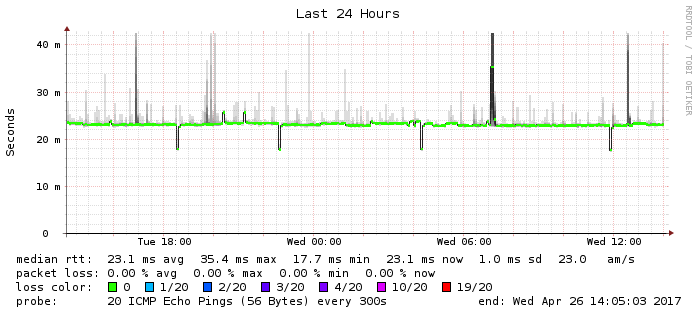 Last 24 Hours
RRDTOOL / TOBI OETIKER
Seconds
40 m
30 m
20 m
10 m
0
Tue 18:00 Wed 00:00 Wed 06:00 Wed 12:00
median rtt: 23.1 ms avg 35.4 ms max 17.7 ms min 23.1 ms now 1.0 ms sd 23.0 am/s
packet loss: 0.00 % avg 0.00 % max 0.00 % min 0.00 % now
loss color: 0 1/20 2/20 3/20 4/20 10/20 19/20
probe: 20 ICMP Echo Pings (56 Bytes) every 300s end: Wed Apr 26 14:05:03 2017